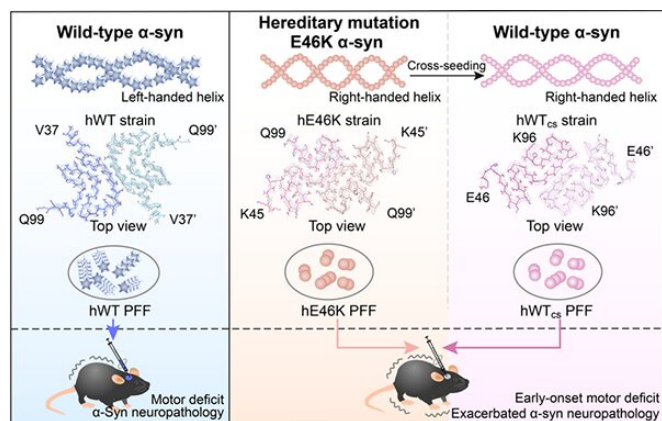 Wild-type α-syn
Left-handed helix
hWT strain
V37
Q99'
Q99
V37'
Top view
hWT PFF
Motor deficit
α-Syn neuropathology
Hereditary mutation
E46K α-syn
Cross-seeding
Right-handed helix
hE46K strain
Q99
K45'
K45
Q99'
Top view
hE46K PFF
Wild-type α-syn
Right-handed helix
hWTcs strain
K96
E46'
E46
K96'
Top view
hWTcs PFF
Early-onset motor deficit
Exacerbated α-syn neuropathology